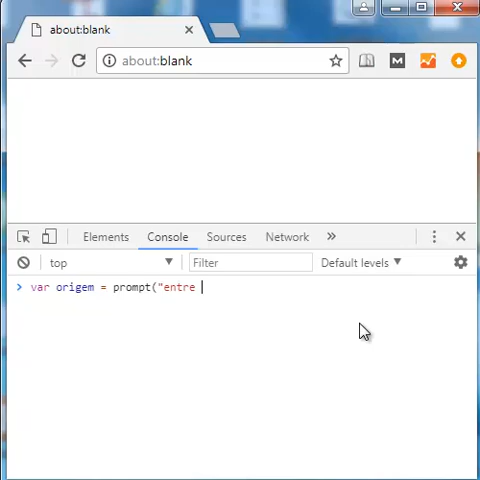 about:blank
about:blank
Elements Console Sources Network »
top Filter Default levels
> var origem = prompt("entre